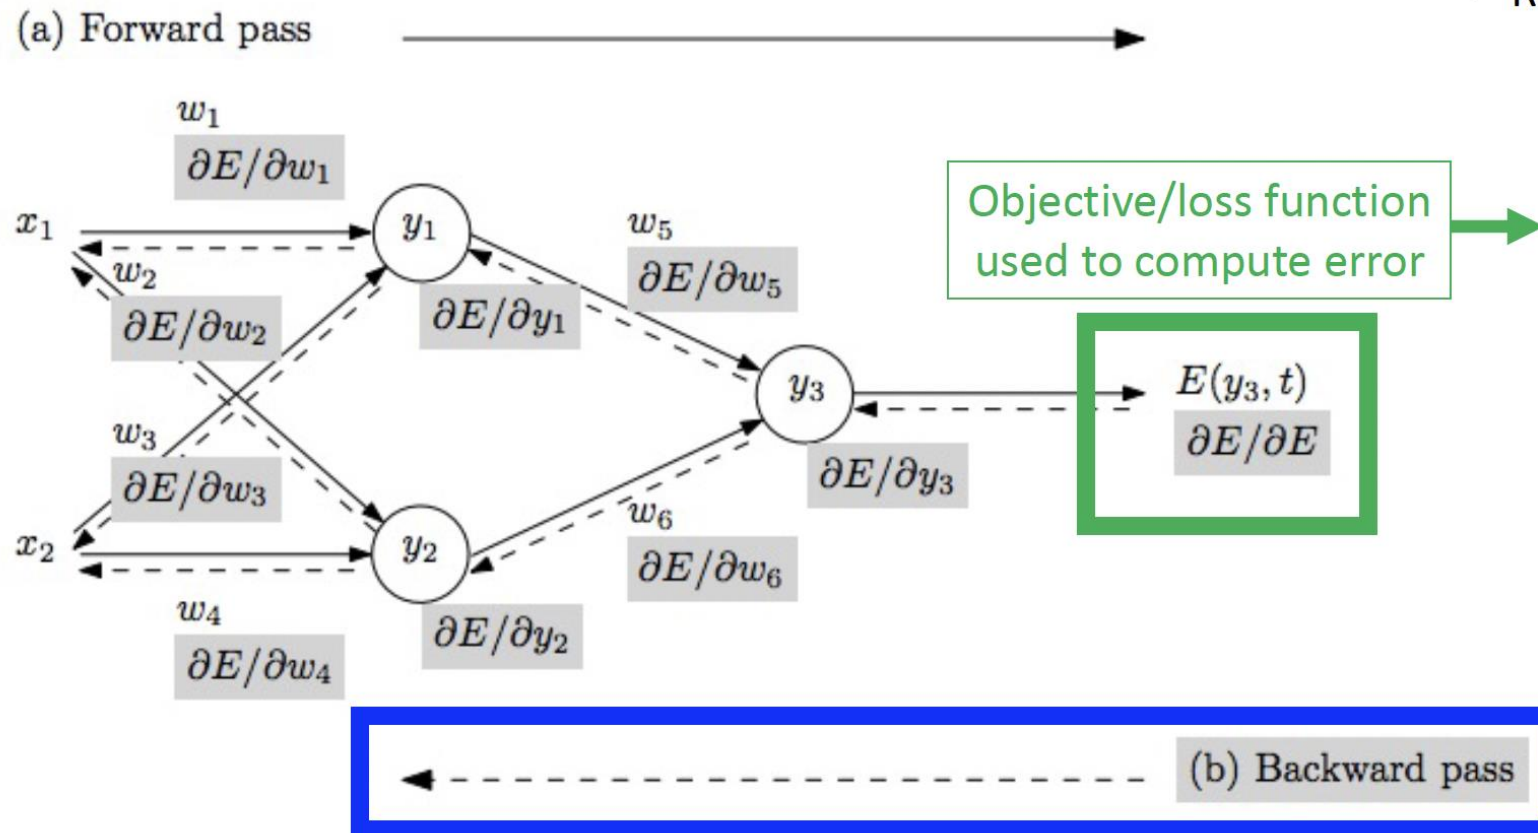 (a) Forward pass
w₁
∂E/∂w₁
Objective/loss function
used to compute error
x₁
y₁
w₅
∂E/∂w₅
w₂
∂E/∂w₂
∂E/∂y₁
y₃
E(y₃, t)
∂E/∂E
w₃
∂E/∂w₃
∂E/∂y₃
x₂
y₂
w₆
∂E/∂w₆
w₄
∂E/∂w₄
∂E/∂y₂
(b) Backward pass